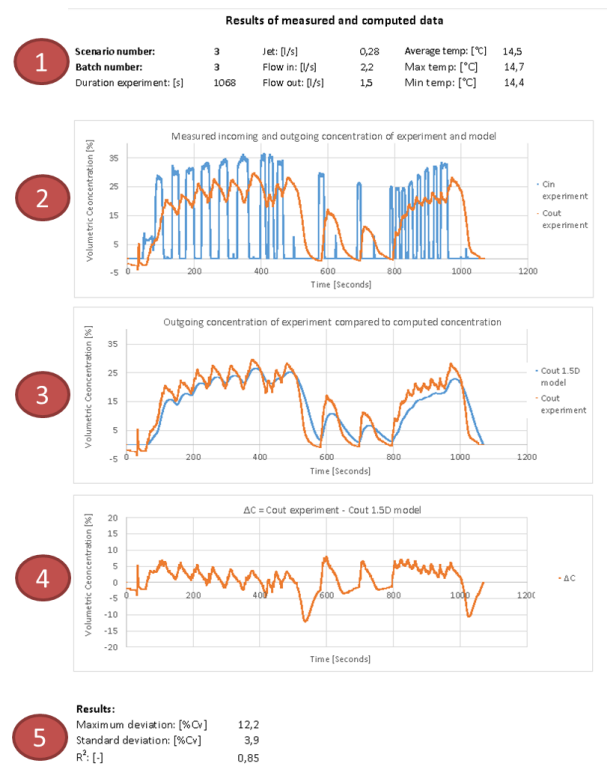 Results of measured and computed data
1
Scenario number: 3 Jet: [l/s] 0,28 Average temp: [°C] 14,5
Batch number: 3 Flow in: [l/s] 2,2 Max temp: [°C] 14,7
Duration experiment: [s] 1068 Flow out: [l/s] 1,5 Min temp: [°C] 14,4
2
Measured incoming and outgoing concentration of experiment and model
Volumetric Ceoncentration [%]
35
25
15
5
-5
0 200 400 600 800 1000 1200
Time [Seconds]
Cin
experiment
Cout
experiment
3
Outgoing concentration of experiment compared to computed concentration
Volumetric Ceoncentration [%]
35
25
15
5
-5
0 200 400 600 800 1000 1200
Time [Seconds]
Cout 1.5D
model
Cout
experiment
4
ΔC = Cout experiment - Cout 1.5D model
Volumetric Ceoncentration [%]
20
15
10
5
0
-5
-10
-15
-20
0 200 400 600 800 1000 120(
Time [Seconds]
ΔC
5
Results:
Maximum deviation: [%Cv] 12,2
Standard deviation: [%Cv] 3,9
R²: [-] 0,85